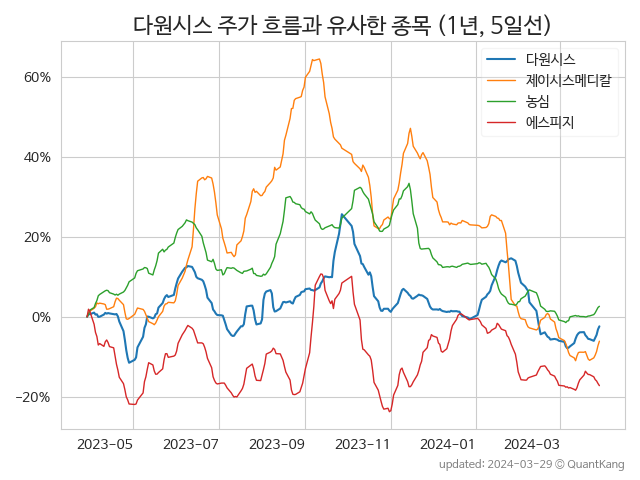 다원시스 주가 흐름과 유사한 종목 (1년, 5일선)
다원시스
제이시스메디칼
농심
에스피지
60%
40%
20%
0%
−20%
2023-05 2023-07 2023-09 2023-11 2024-01 2024-03
updated: 2024-03-29 © QuantKang